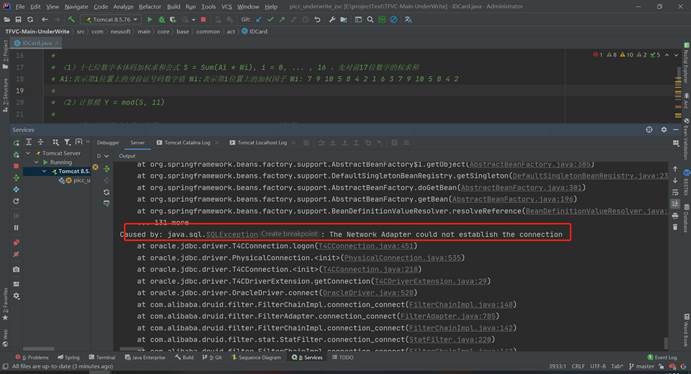 File Edit View Navigate Code Analyze Refactor Build Run Tools VCS Window Help
TFVC-Main-UnderWrite src com neusoft main core base common act IDCard
Tomcat 8.5.76
IDCard.java
16
17
18
19
20
21
* (1)十七位数字本体码加权求和公式 S = Sum(Ai * Wi), i = 0, ... , 16 ,先对前17位数字的权求和
* Ai:表示第i位置上的身份证号码数字值 Wi:表示第i位置上的加权因子 Wi: 7 9 10 5 8 4 2 1 6 3 7 9 10 5 8 4 2
*
* (2)计算模 Y = mod(S, 11)
*
Services
Debugger Server Tomcat Catalina Log Tomcat Localhost Log
Output
Tomcat Server
Running
Tomcat 8.5.
picc_u
at org.springframework.beans.factory.support.AbstractBeanFactory$1.getObject(AbstractBeanFactory.java:385)
at org.springframework.beans.factory.support.DefaultSingletonBeanRegistry.getSingleton(DefaultSingletonBeanRegistry.java:23
at org.springframework.beans.factory.support.AbstractBeanFactory.doGetBean(AbstractBeanFactory.java:301)
at org.springframework.beans.factory.support.AbstractBeanFactory.getBean(AbstractBeanFactory.java:196)
at org.springframework.beans.factory.support.BeanDefinitionValueResolver.resolveReference(BeanDefinitionValueResolver.java:
... 131 more
Caused by: java.sql.SQLException Create breakpoint : The Network Adapter could not establish the connection
at oracle.jdbc.driver.T4CConnection.logon(T4CConnection.java:451)
at oracle.jdbc.driver.PhysicalConnection.<init>(PhysicalConnection.java:535)
at oracle.jdbc.driver.T4CConnection.<init>(T4CConnection.java:218)
at oracle.jdbc.driver.T4CDriverExtension.getConnection(T4CDriverExtension.java:29)
at oracle.jdbc.driver.OracleDriver.connect(OracleDriver.java:528)
at com.alibaba.druid.filter.FilterChainImpl.connection_connect(FilterChainImpl.java:148)
at com.alibaba.druid.filter.FilterAdapter.connection_connect(FilterAdapter.java:785)
at com.alibaba.druid.filter.FilterChainImpl.connection_connect(FilterChainImpl.java:142)
at com.alibaba.druid.filter.stat.StatFilter.connection_connect(StatFilter.java:220)
Problems Spring Terminal Java Enterprise Build Git Sequence Diagram Services TODO
Event Log
All files are up-to-date (3 minutes ago)
3933:1 CRLF UTF-8 Tab* master